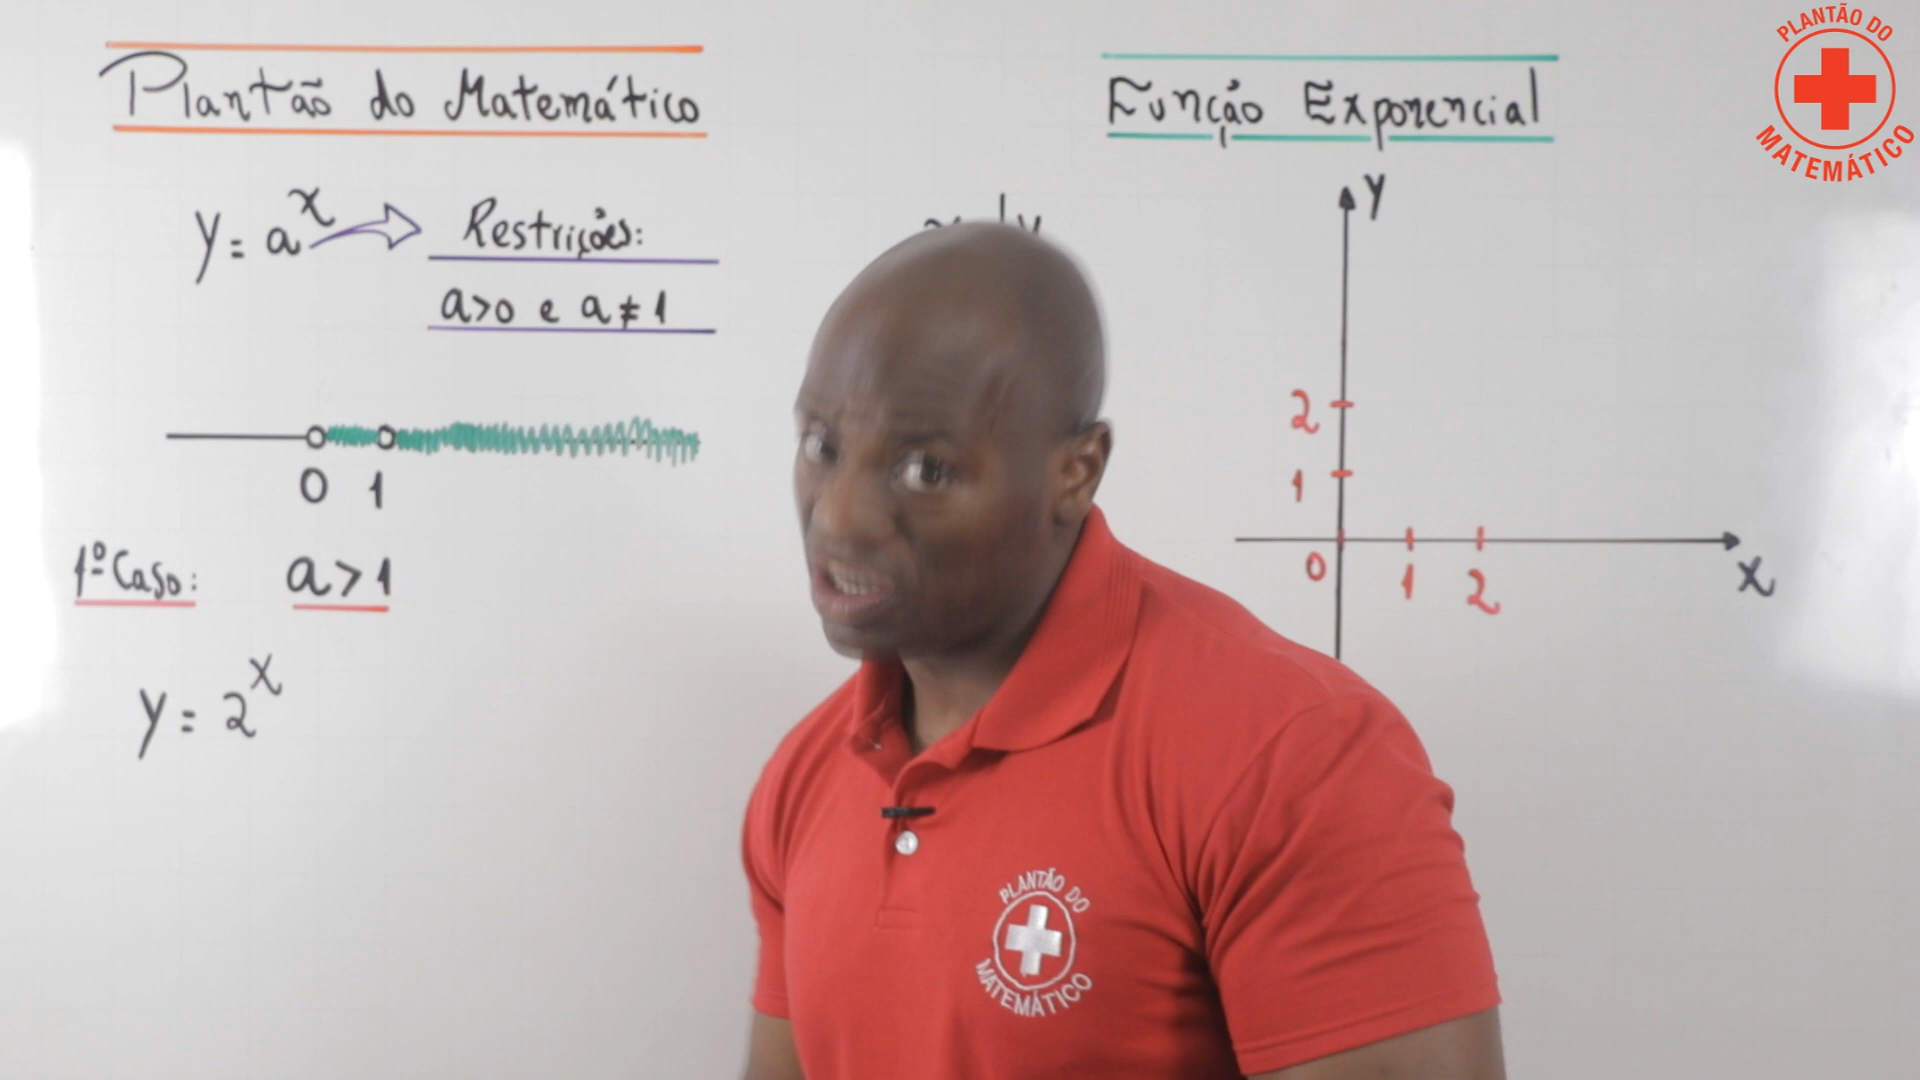 Plantão do Matemático
y = a^x
Restrições:
a>0 e a≠1
0 1
1º Caso: a>1
y = 2^x
Função Exponencial
x y
y
2
1
0 1 2
x
PLANTÃO DO
MATEMÁTICO
PLANTÃO DO
MATEMÁTICO